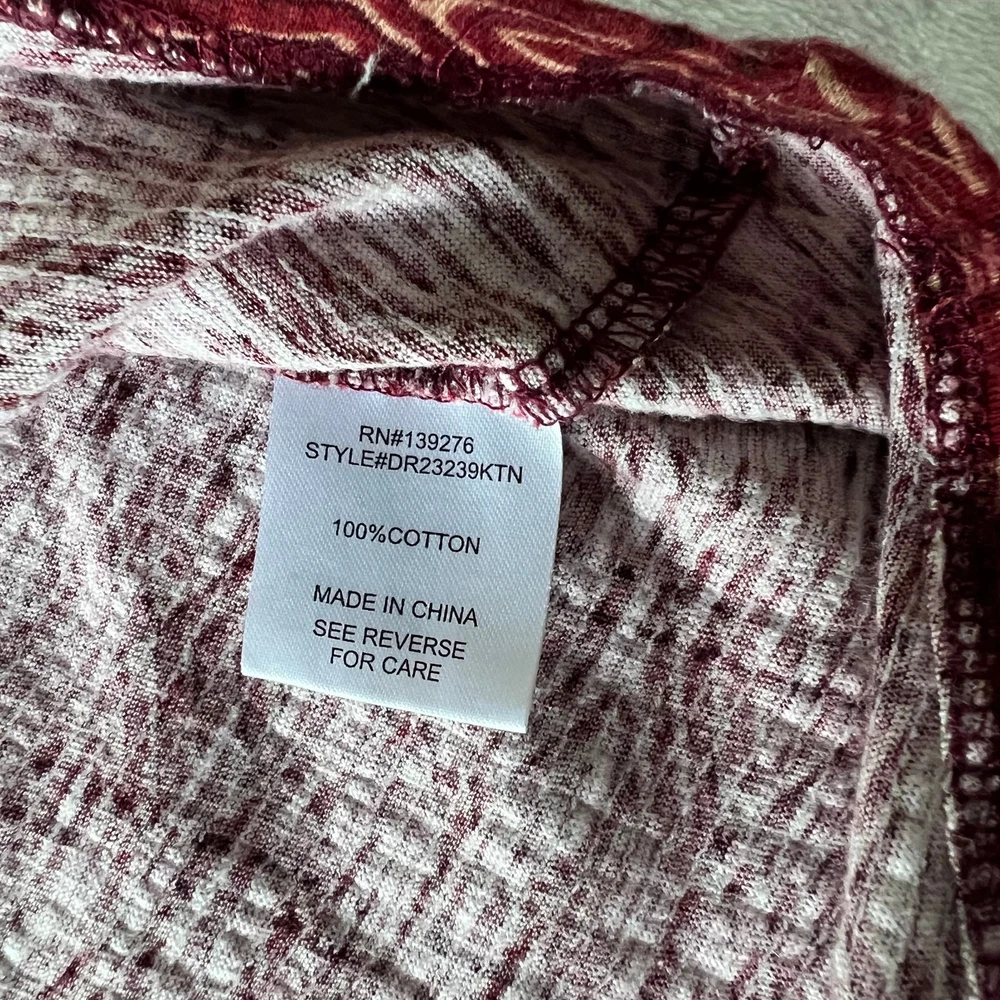 RN#139276
STYLE#DR23239KTN
100%COTTON
MADE IN CHINA
SEE REVERSE
FOR CARE